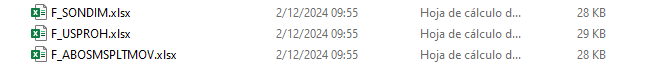 F_SONDIM.xlsx 2/12/2024 09:55 Hoja de cálculo d... 28 KB
F_USPROH.xlsx 2/12/2024 09:55 Hoja de cálculo d... 29 KB
F_ABOSMSPLTMOV.xlsx 2/12/2024 09:55 Hoja de cálculo d... 28 KB